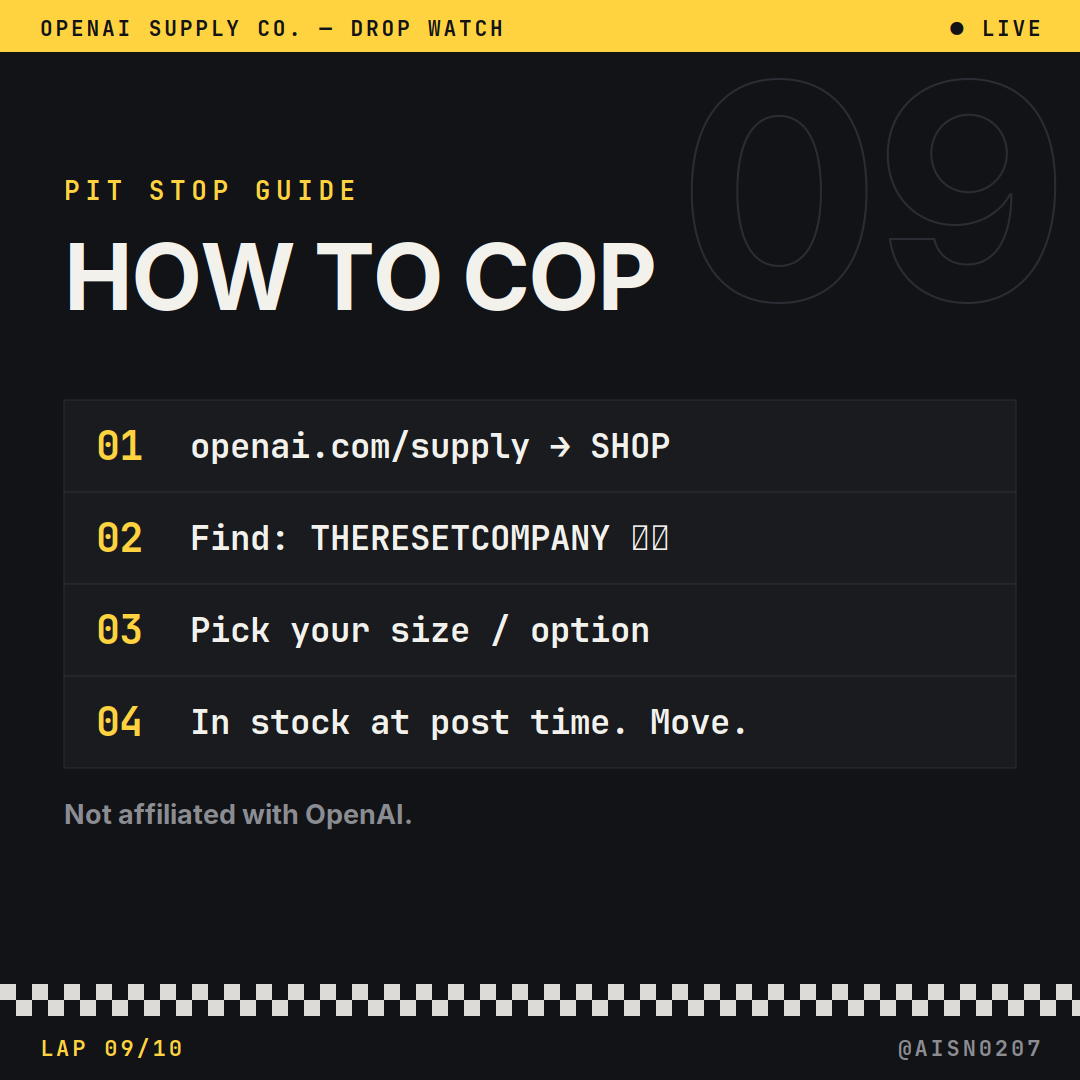 OPENAI SUPPLY CO. — DROP WATCH
● LIVE
09
PIT STOP GUIDE
HOW TO COP
01 openai.com/supply → SHOP
02 Find: THERESETCOMPANY
03 Pick your size / option
04 In stock at post time. Move.
Not affiliated with OpenAI.
LAP 09/10
@AISN0207